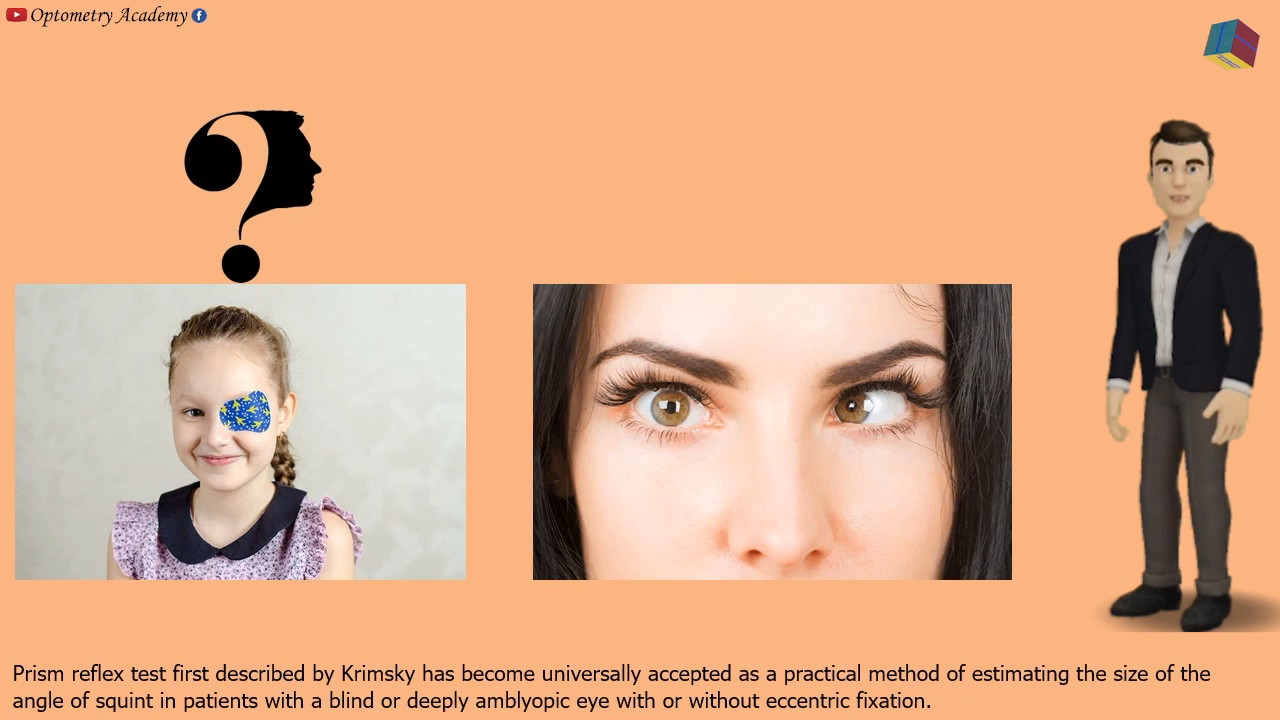 Optometry Academy
Prism reflex test first described by Krimsky has become universally accepted as a practical method of estimating the size of the
angle of squint in patients with a blind or deeply amblyopic eye with or without eccentric fixation.